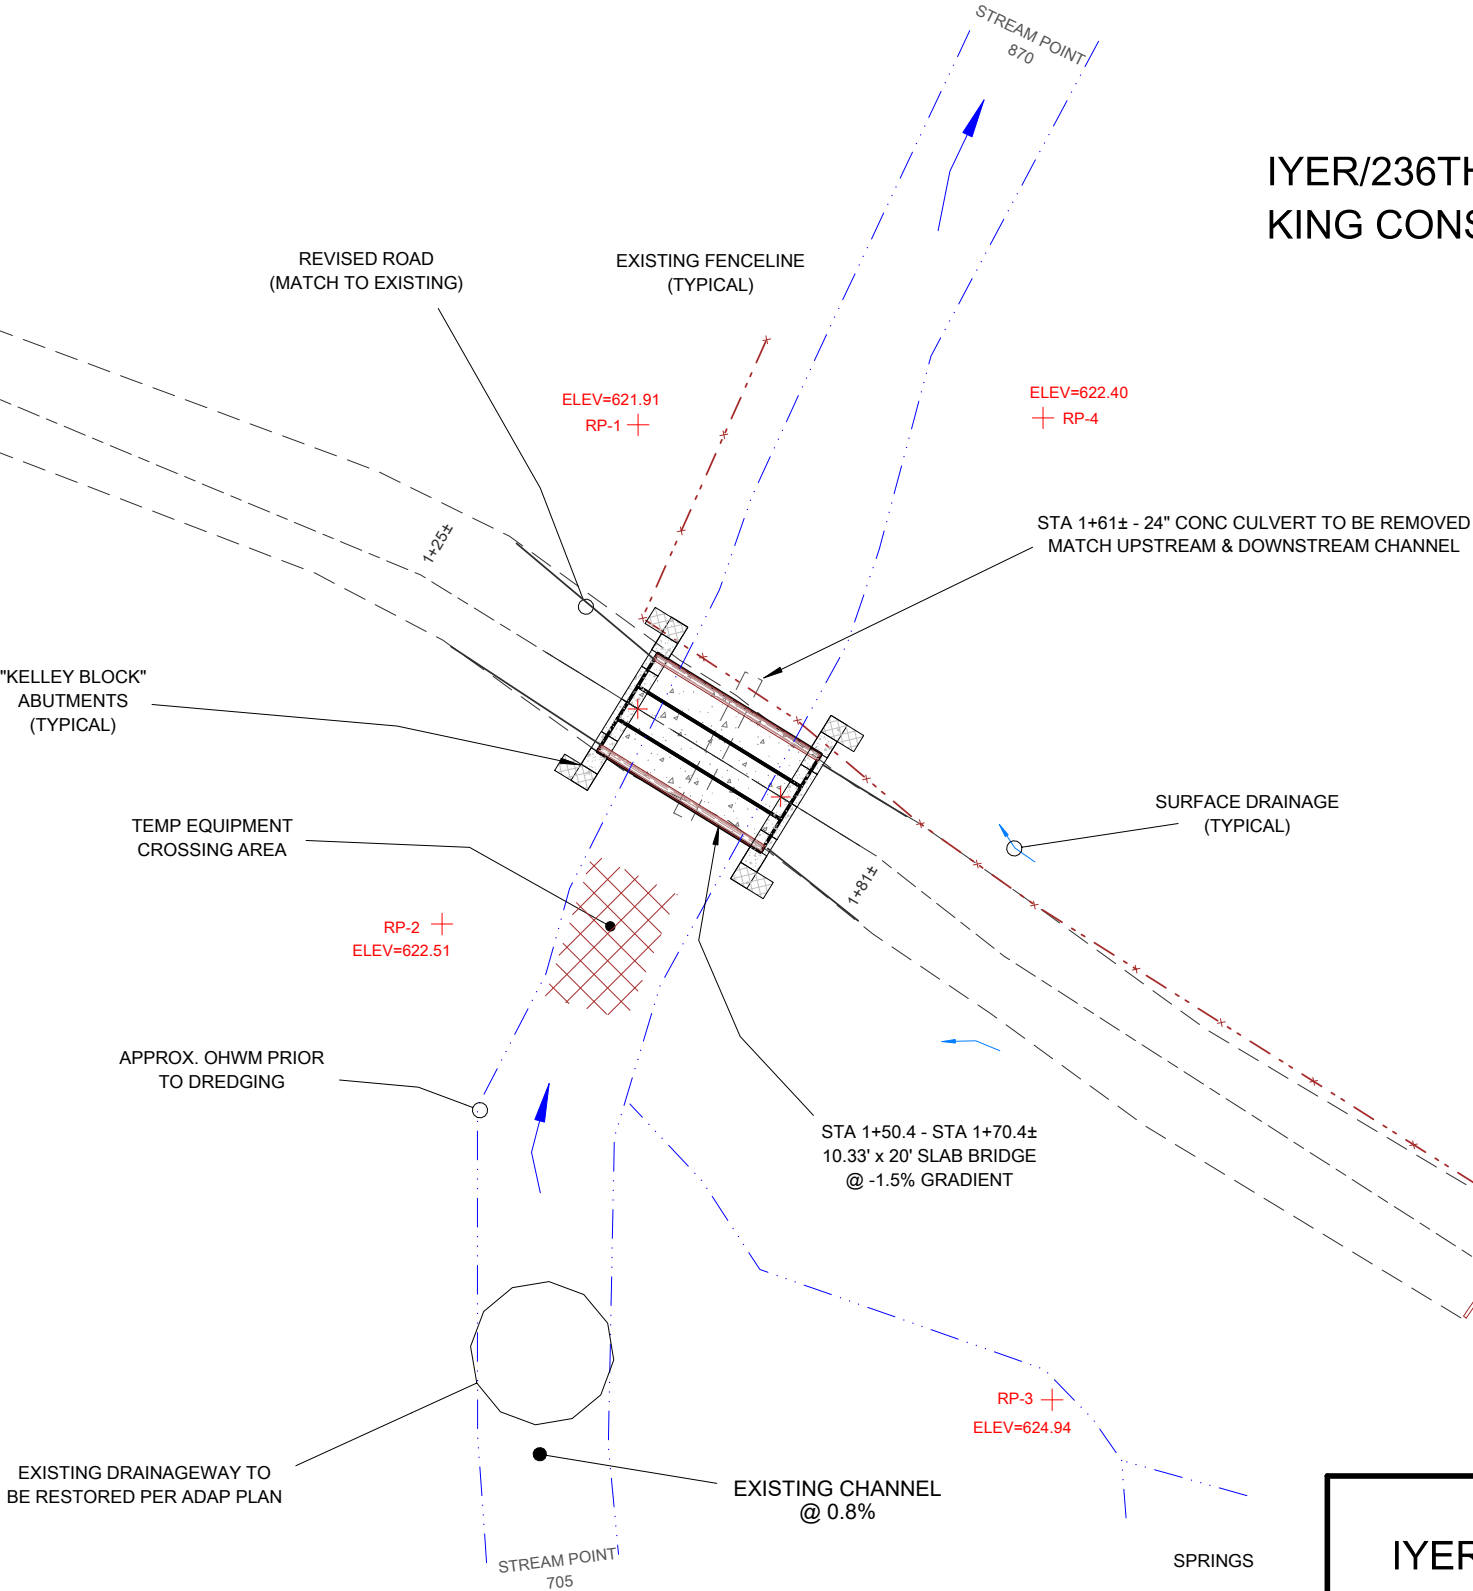 STREAM POINT
870
IYER/236TH
KING CONS
REVISED ROAD
(MATCH TO EXISTING)
EXISTING FENCELINE
(TYPICAL)
ELEV=621.91
RP-1
ELEV=622.40
RP-4
1+25±
STA 1+61± - 24" CONC CULVERT TO BE REMOVED
MATCH UPSTREAM & DOWNSTREAM CHANNEL
"KELLEY BLOCK"
ABUTMENTS
(TYPICAL)
TEMP EQUIPMENT
CROSSING AREA
SURFACE DRAINAGE
(TYPICAL)
1+81±
RP-2
ELEV=622.51
APPROX. OHWM PRIOR
TO DREDGING
STA 1+50.4 - STA 1+70.4±
10.33' x 20' SLAB BRIDGE
@ -1.5% GRADIENT
RP-3
ELEV=624.94
EXISTING DRAINAGEWAY TO
BE RESTORED PER ADAP PLAN
EXISTING CHANNEL
@ 0.8%
STREAM POINT
705
SPRINGS
IYER